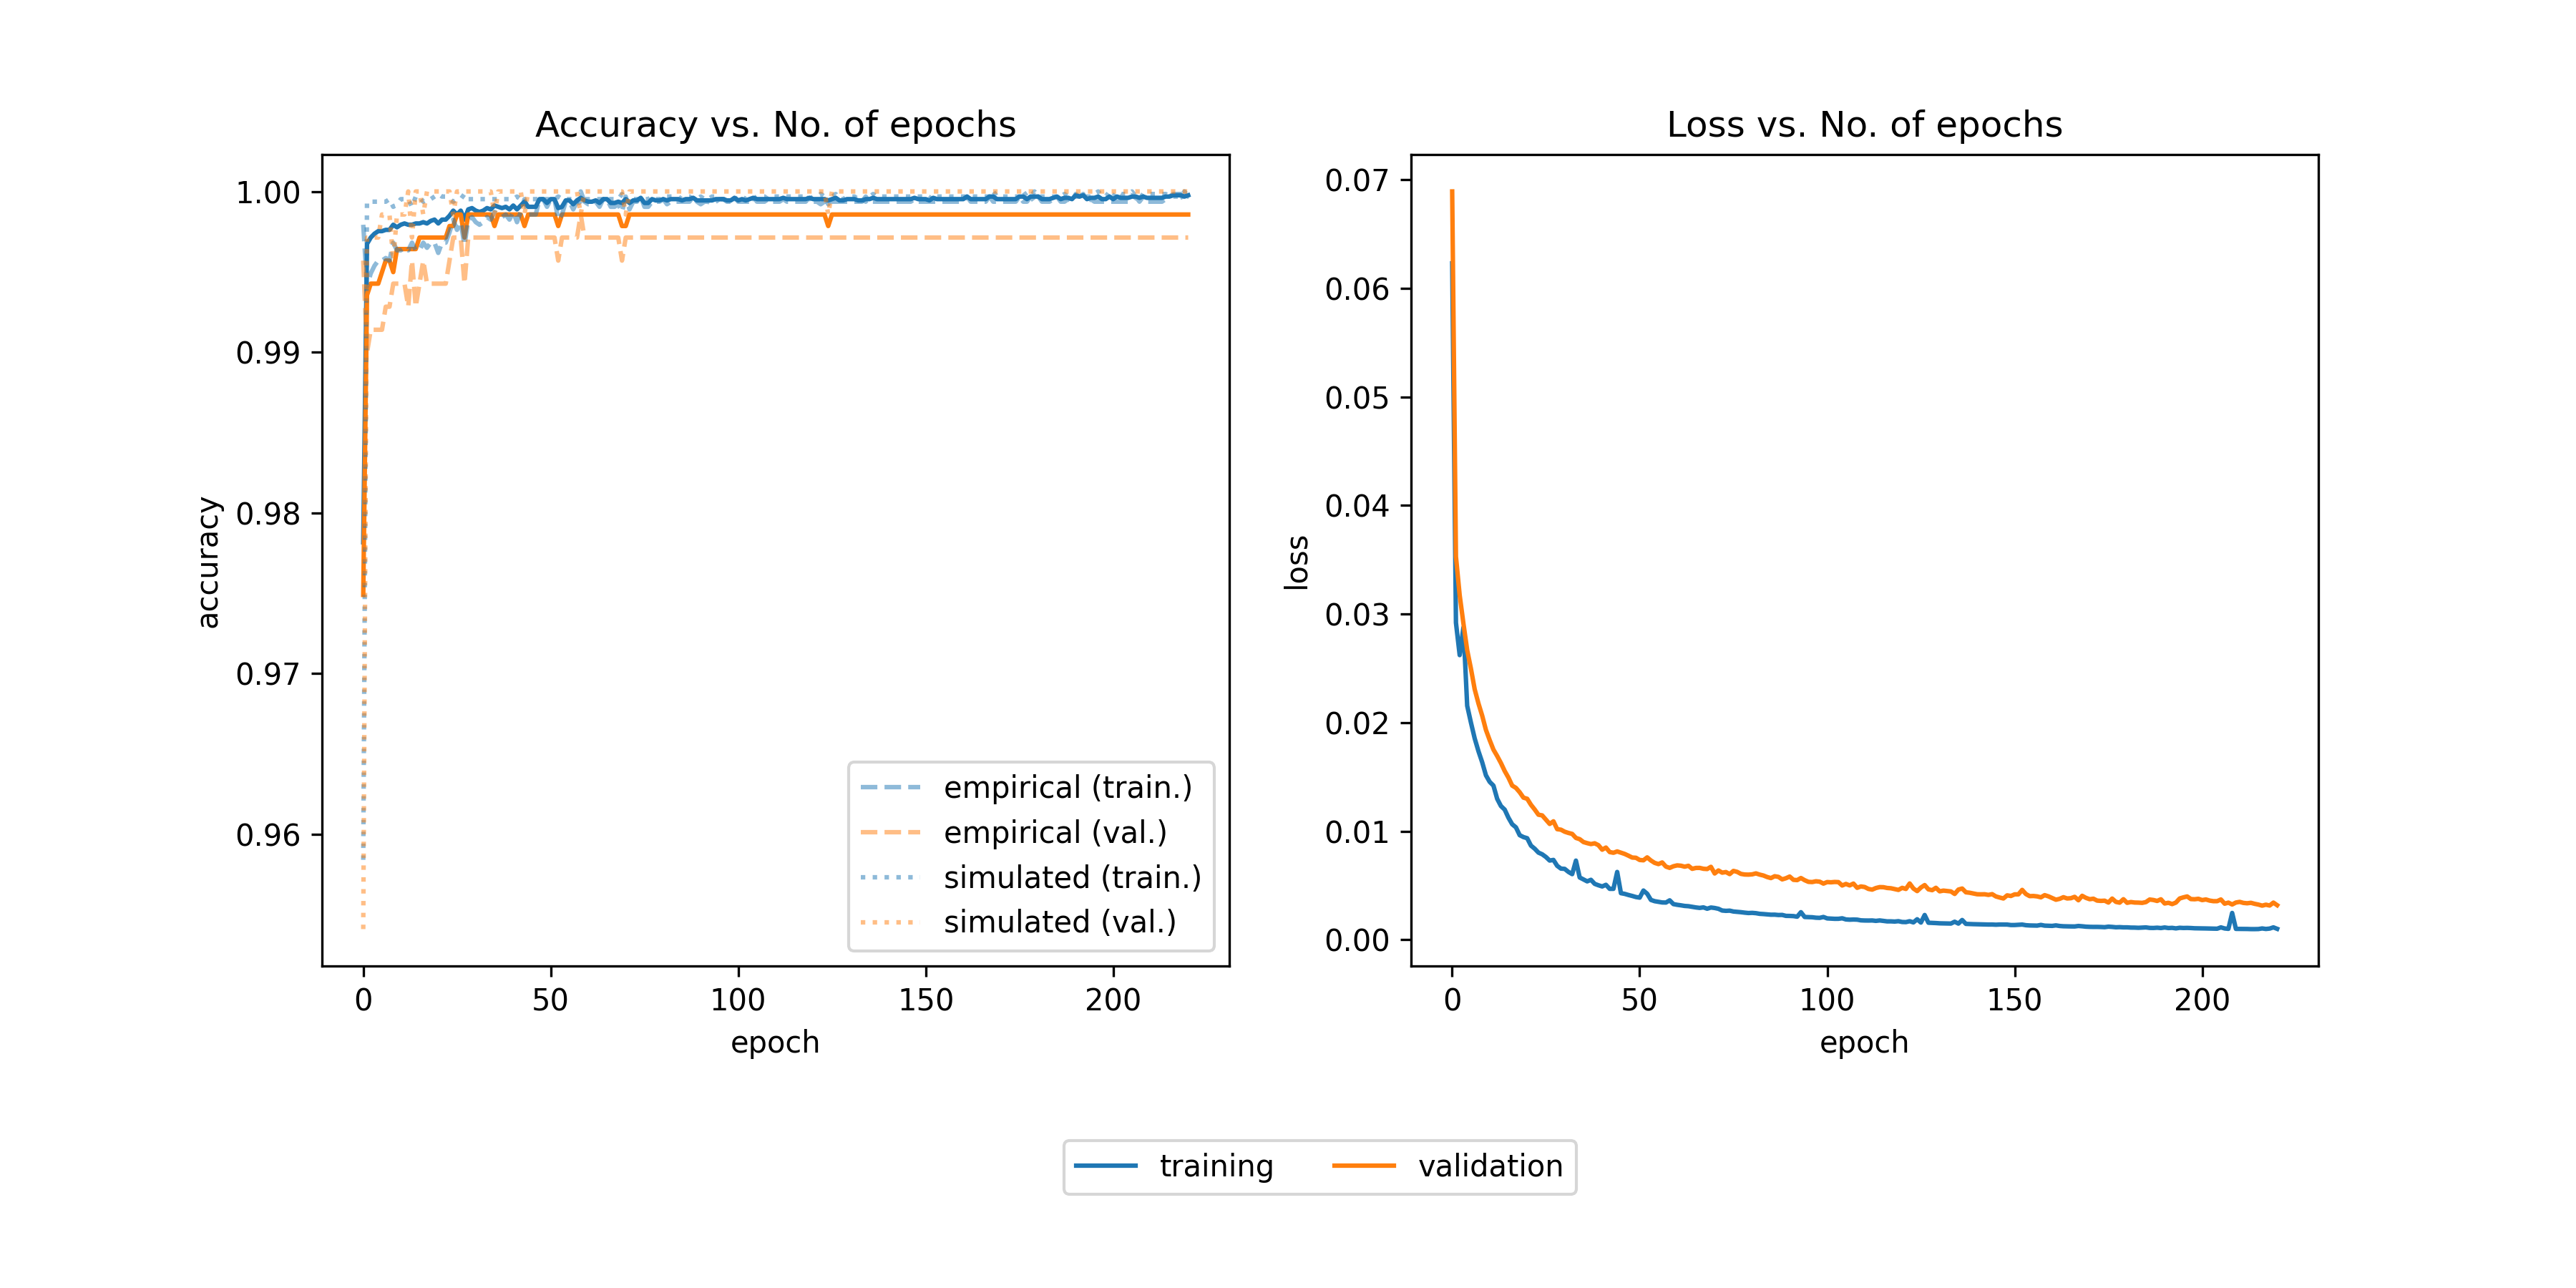 Accuracy vs. No. of epochs
1.00
0.99
0.98
0.97
0.96
accuracy
0 50 100 150 200
epoch
empirical (train.)
empirical (val.)
simulated (train.)
simulated (val.)
Loss vs. No. of epochs
0.07
0.06
0.05
0.04
0.03
0.02
0.01
0.00
loss
0 50 100 150 200
epoch
training validation